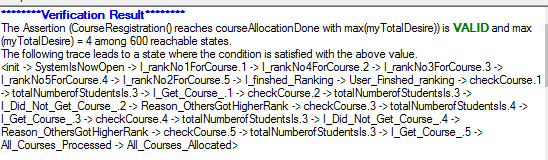 ********Verification Result********
The Assertion (CourseResgistration() reaches courseAllocationDone with max(myTotalDesire)) is VALID and max
(myTotalDesire) = 4 among 600 reachable states.
The following trace leads to a state where the condition is satisfied with the above value.
<init -> SystemIsNowOpen -> I_rankNo1ForCourse.1 -> I_rankNo4ForCourse.2 -> I_rankNo3ForCourse.3 ->
I_rankNo5ForCourse.4 -> I_rankNo2ForCourse.5 -> I_finshed_Ranking -> User_Finshed_ranking -> checkCourse.1
-> totalNumberofStudentsIs.3 -> I_Get_Course_.1 -> checkCourse.2 -> totalNumberofStudentsIs.3 ->
I_Did_Not_Get_Course_.2 -> Reason_OthersGotHigherRank -> checkCourse.3 -> totalNumberofStudentsIs.4 ->
I_Get_Course_.3 -> checkCourse.4 -> totalNumberofStudentsIs.3 -> I_Did_Not_Get_Course_.4 ->
Reason_OthersGotHigherRank -> checkCourse.5 -> totalNumberofStudentsIs.3 -> I_Get_Course_.5 ->
All_Courses_Processed -> All_Courses_Allocated>